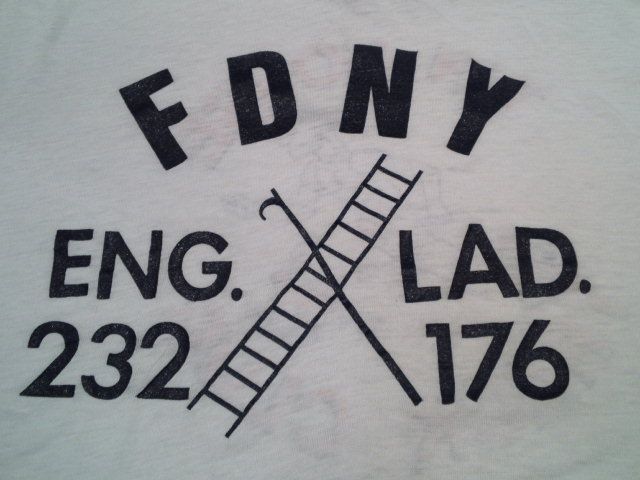 FDNY
ENG. LAD.
232 176